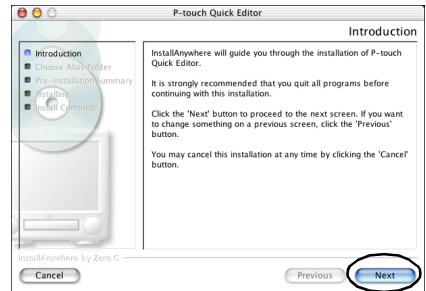 P-touch Quick Editor
Introduction
Introduction
Choose Alias Folder
Pre-Installation Summary
Installing...
Install Complete
InstallAnywhere will guide you through the installation of P-touch
Quick Editor.
It is strongly recommended that you quit all programs before
continuing with this installation.
Click the 'Next' button to proceed to the next screen. If you want
to change something on a previous screen, click the 'Previous'
button.
You may cancel this installation at any time by clicking the 'Cancel'
button.
InstallAnywhere by Zero G
Cancel
Previous
Next